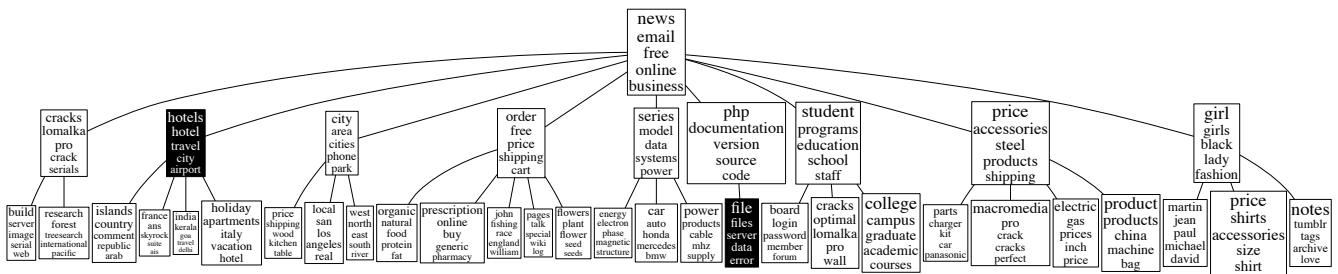 news
email
free
online
business
cracks
lomalka
pro
crack
serials
hotels
hotel
travel
city
airport
city
area
cities
phone
park
order
free
price
shipping
cart
series
model
data
systems
power
php
documentation
version
source
code
student
programs
education
school
staff
price
accessories
steel
products
shipping
girl
girls
black
lady
fashion
build
server
image
serial
web
research
forest
treesearch
international
pacific
islands
country
comment
republic
arab
france
ans
skyrock
suite
ais
india
kerala
goa
travel
delhi
holiday
apartments
italy
vacation
hotel
price
shipping
wood
kitchen
table
local
san
los
angeles
real
west
north
east
south
river
organic
natural
food
protein
fat
prescription
online
buy
generic
pharmacy
john
fishing
race
england
william
pages
talk
special
wiki
log
flowers
plant
flower
seed
seeds
energy
electron
phase
magnetic
structure
car
auto
honda
mercedes
bmw
power
products
cable
mhz
supply
file
files
server
data
error
board
login
password
member
forum
cracks
optimal
lomalka
pro
wall
college
campus
graduate
academic
courses
parts
charger
kit
car
panasonic
macromedia
pro
crack
cracks
perfect
electric
gas
prices
inch
price
product
products
china
machine
bag
martin
jean
paul
michael
david
price
shirts
accessories
size
shirt
notes
tumblr
tags
archive
love